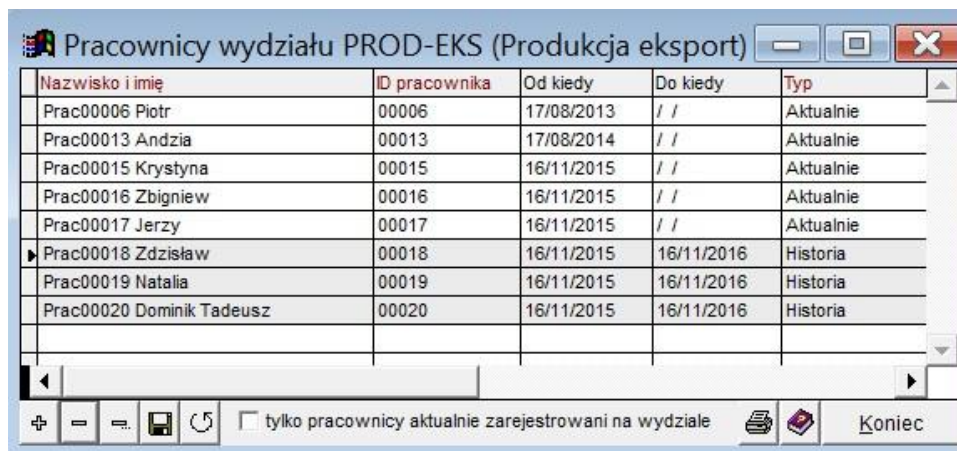 Pracownicy wydziału PROD-EKS (Produkcja eksport)
Nazwisko i imię ID pracownika Od kiedy Do kiedy Typ
Prac00006 Piotr 00006 17/08/2013 / / Aktualnie
Prac00013 Andzia 00013 17/08/2014 / / Aktualnie
Prac00015 Krystyna 00015 16/11/2015 / / Aktualnie
Prac00016 Zbigniew 00016 16/11/2015 / / Aktualnie
Prac00017 Jerzy 00017 16/11/2015 / / Aktualnie
Prac00018 Zdzisław 00018 16/11/2015 16/11/2016 Historia
Prac00019 Natalia 00019 16/11/2015 16/11/2016 Historia
Prac00020 Dominik Tadeusz 00020 16/11/2015 16/11/2016 Historia
tylko pracownicy aktualnie zarejestrowani na wydziale Koniec